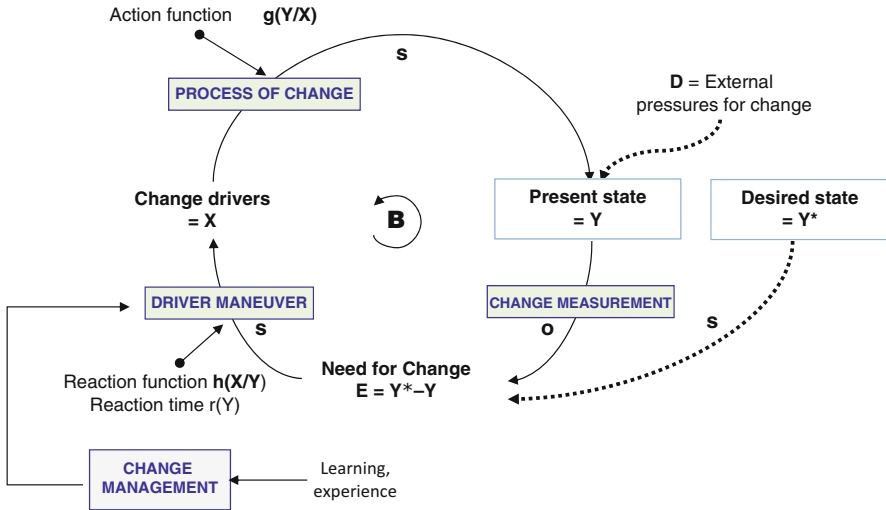 Action function g(Y/X)
s
PROCESS OF CHANGE
D = External
pressures for change
Change drivers
= X
B
Present state
= Y
Desired state
= Y*
DRIVER MANEUVER
s
CHANGE MEASUREMENT
o
s
Need for Change
E = Y*–Y
Reaction function h(X/Y)
Reaction time r(Y)
CHANGE
MANAGEMENT
Learning,
experience